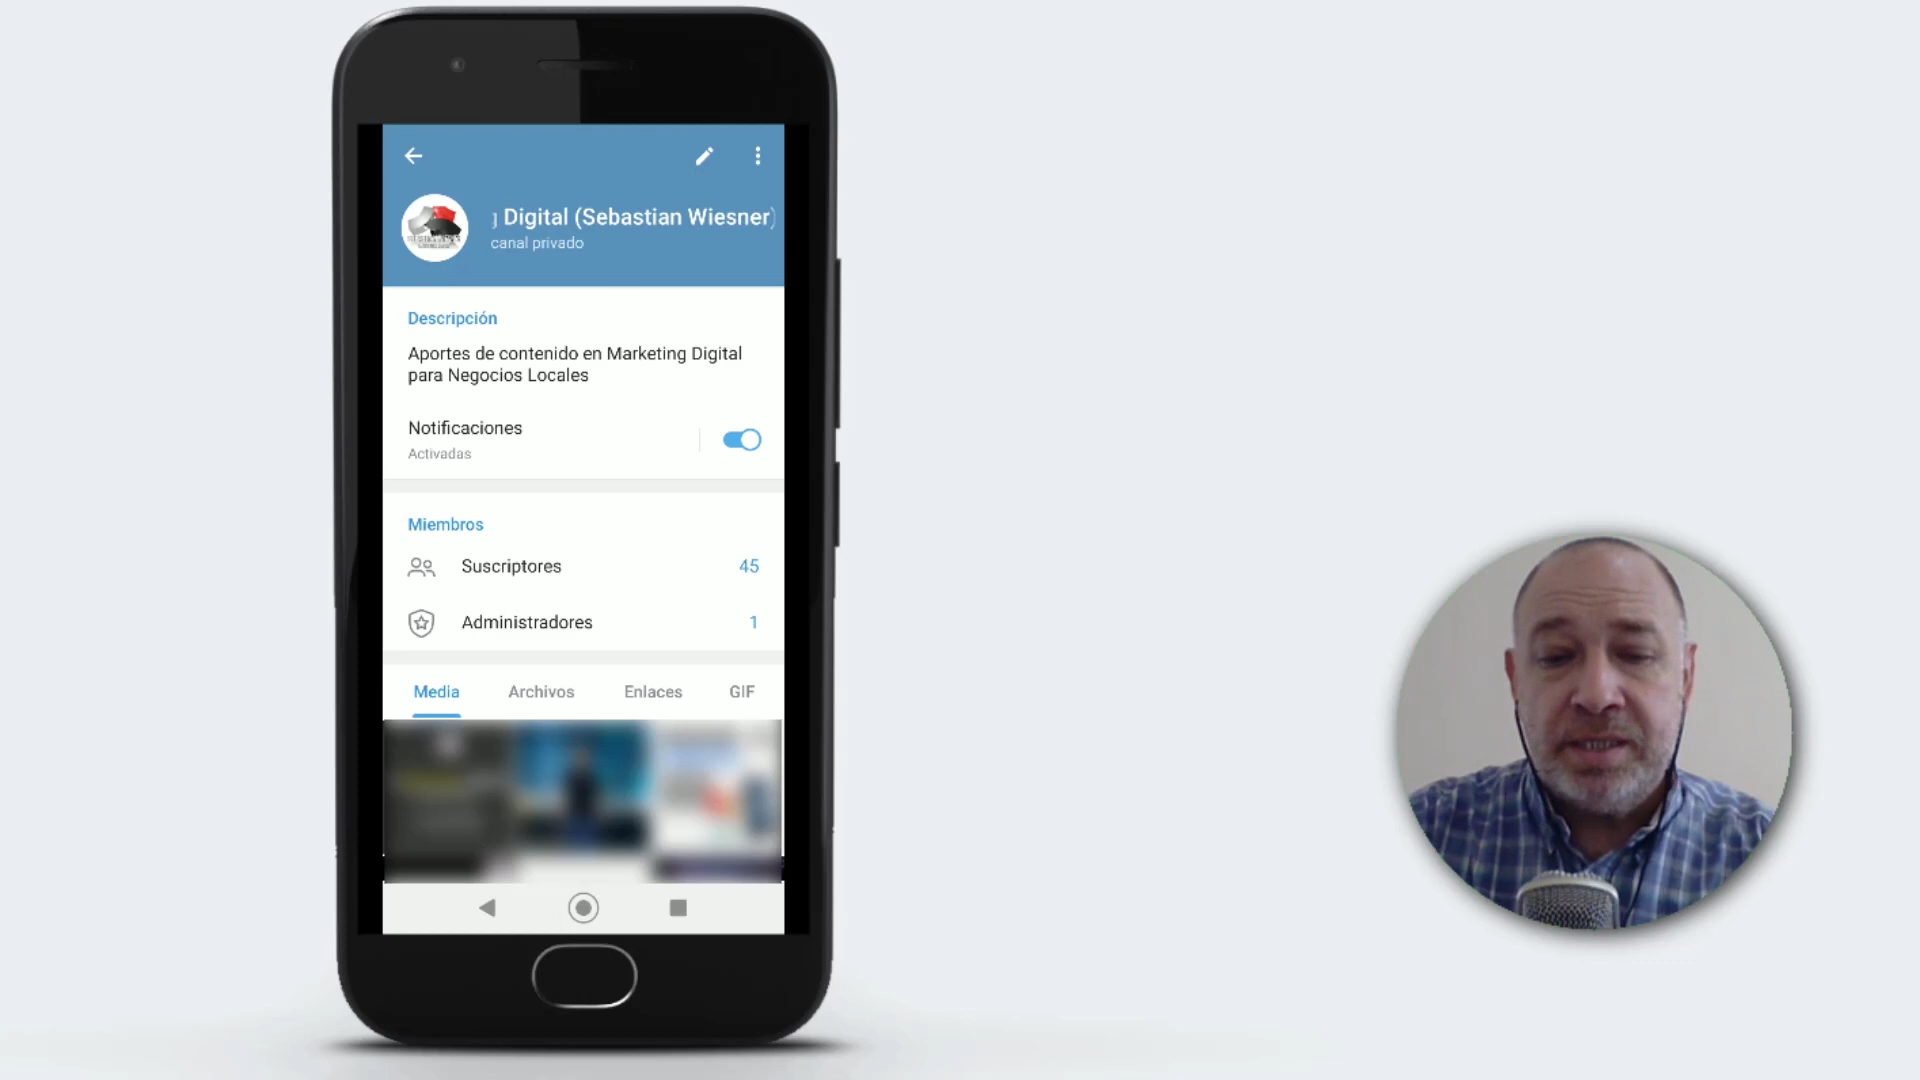 Digital (Sebastian Wiesner)
canal privado
Descripción
Aportes de contenido en Marketing Digital
para Negocios Locales
Notificaciones
Activadas
Miembros
Suscriptores 45
Administradores 1
Media Archivos Enlaces GIF